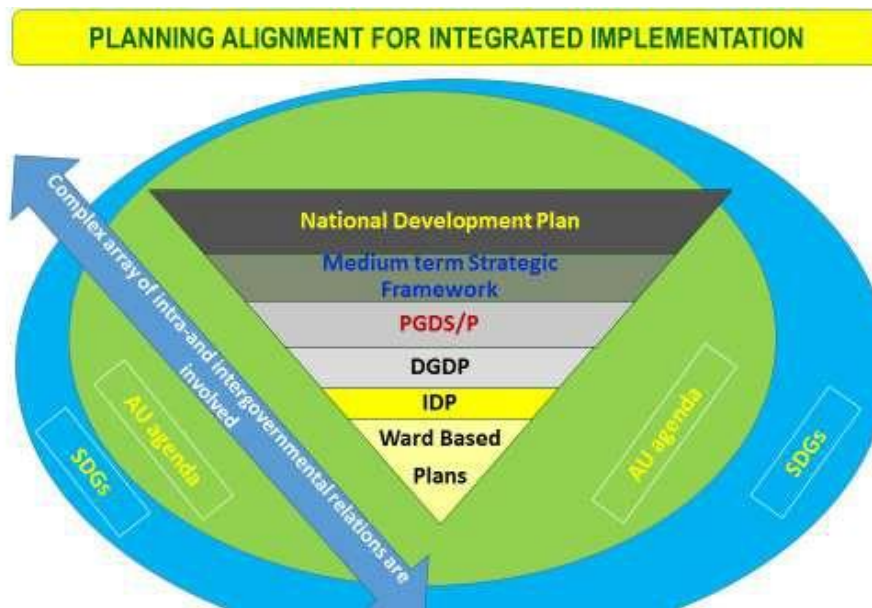 PLANNING ALIGNMENT FOR INTEGRATED IMPLEMENTATION
National Development Plan
Medium term Strategic
Framework
PGDS/P
DGDP
IDP
Ward Based
Plans
Complex array of intra-and intergovernmental relations are
involved
AU agenda
SDGs
AU agenda
SDGs